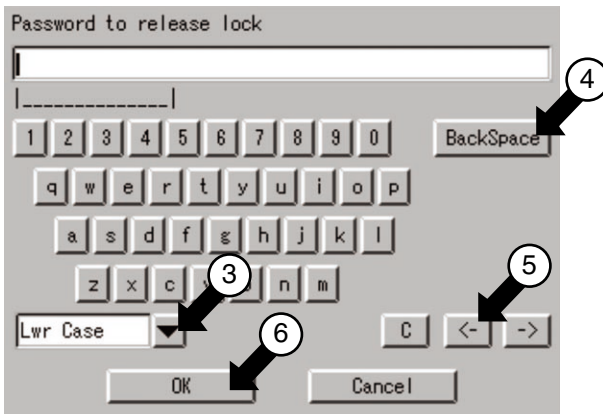 Password to release lock
|______________|
4
1 2 3 4 5 6 7 8 9 0 BackSpace
q w e r t y u i o p
a s d f g h j k l
z x c n m
3
5
Lwr Case
6
C <- ->
OK Cancel